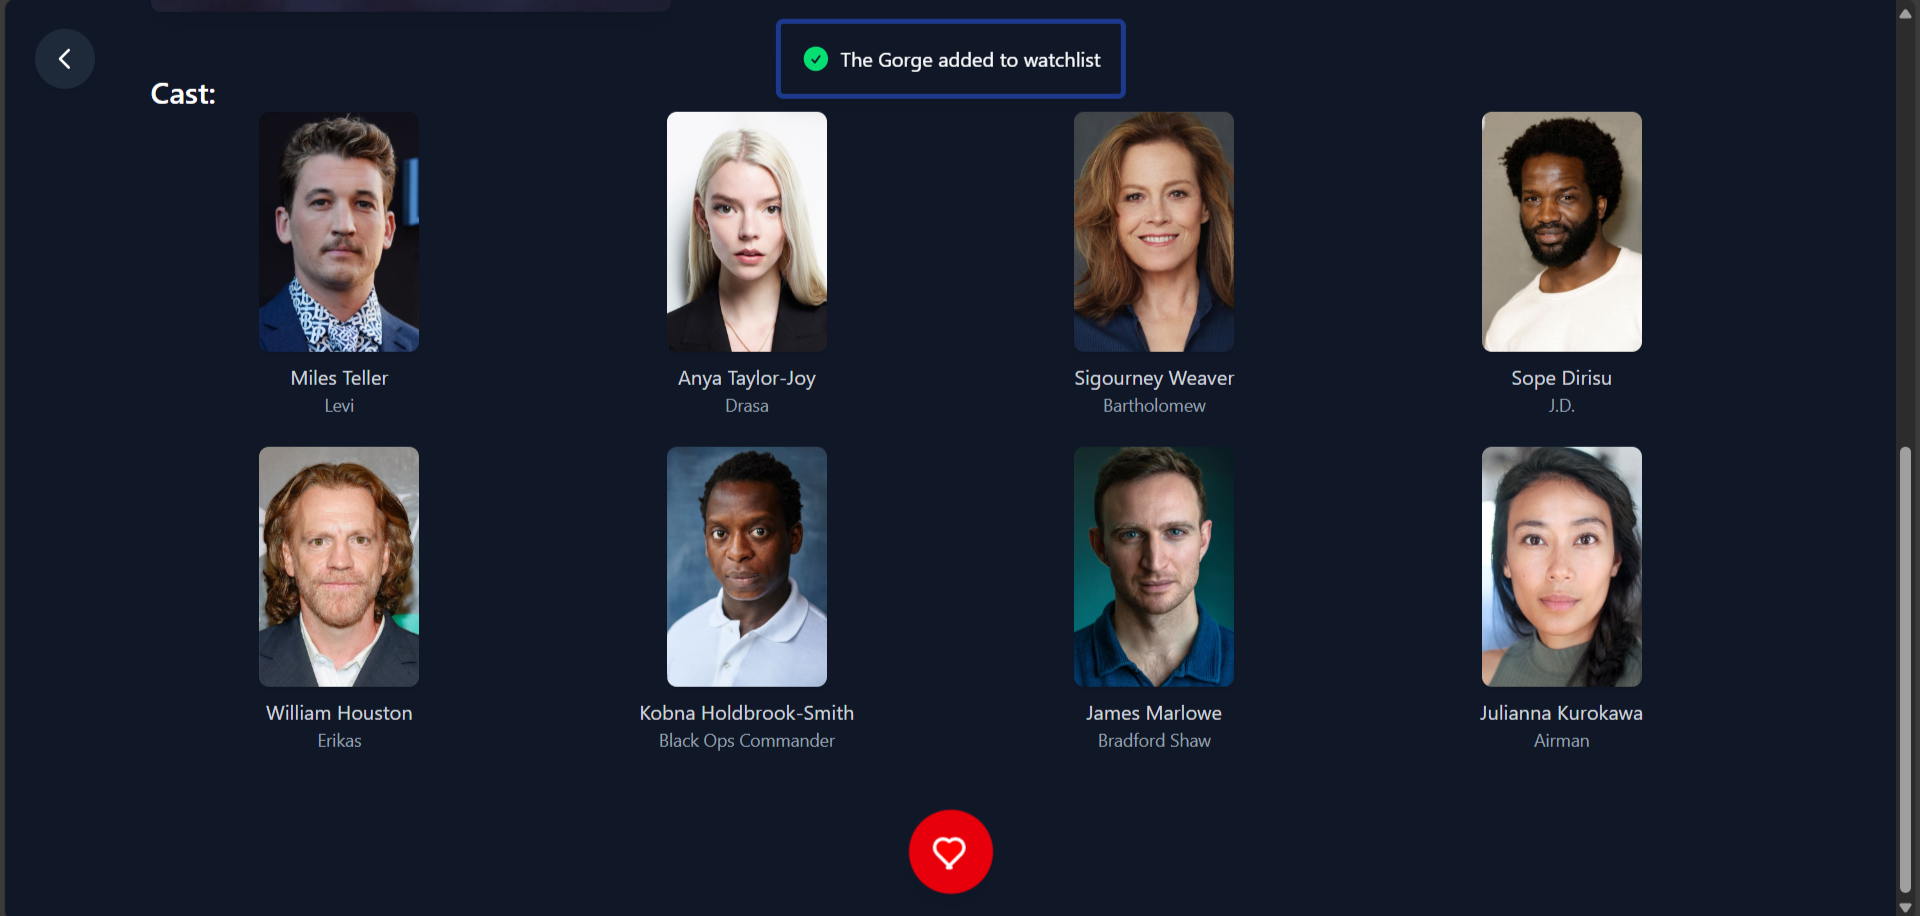 The Gorge added to watchlist
Cast:
Miles Teller
Levi
Anya Taylor-Joy
Drasa
Sigourney Weaver
Bartholomew
Sope Dirisu
J.D.
William Houston
Erikas
Kobna Holdbrook-Smith
Black Ops Commander
James Marlowe
Bradford Shaw
Julianna Kurokawa
Airman